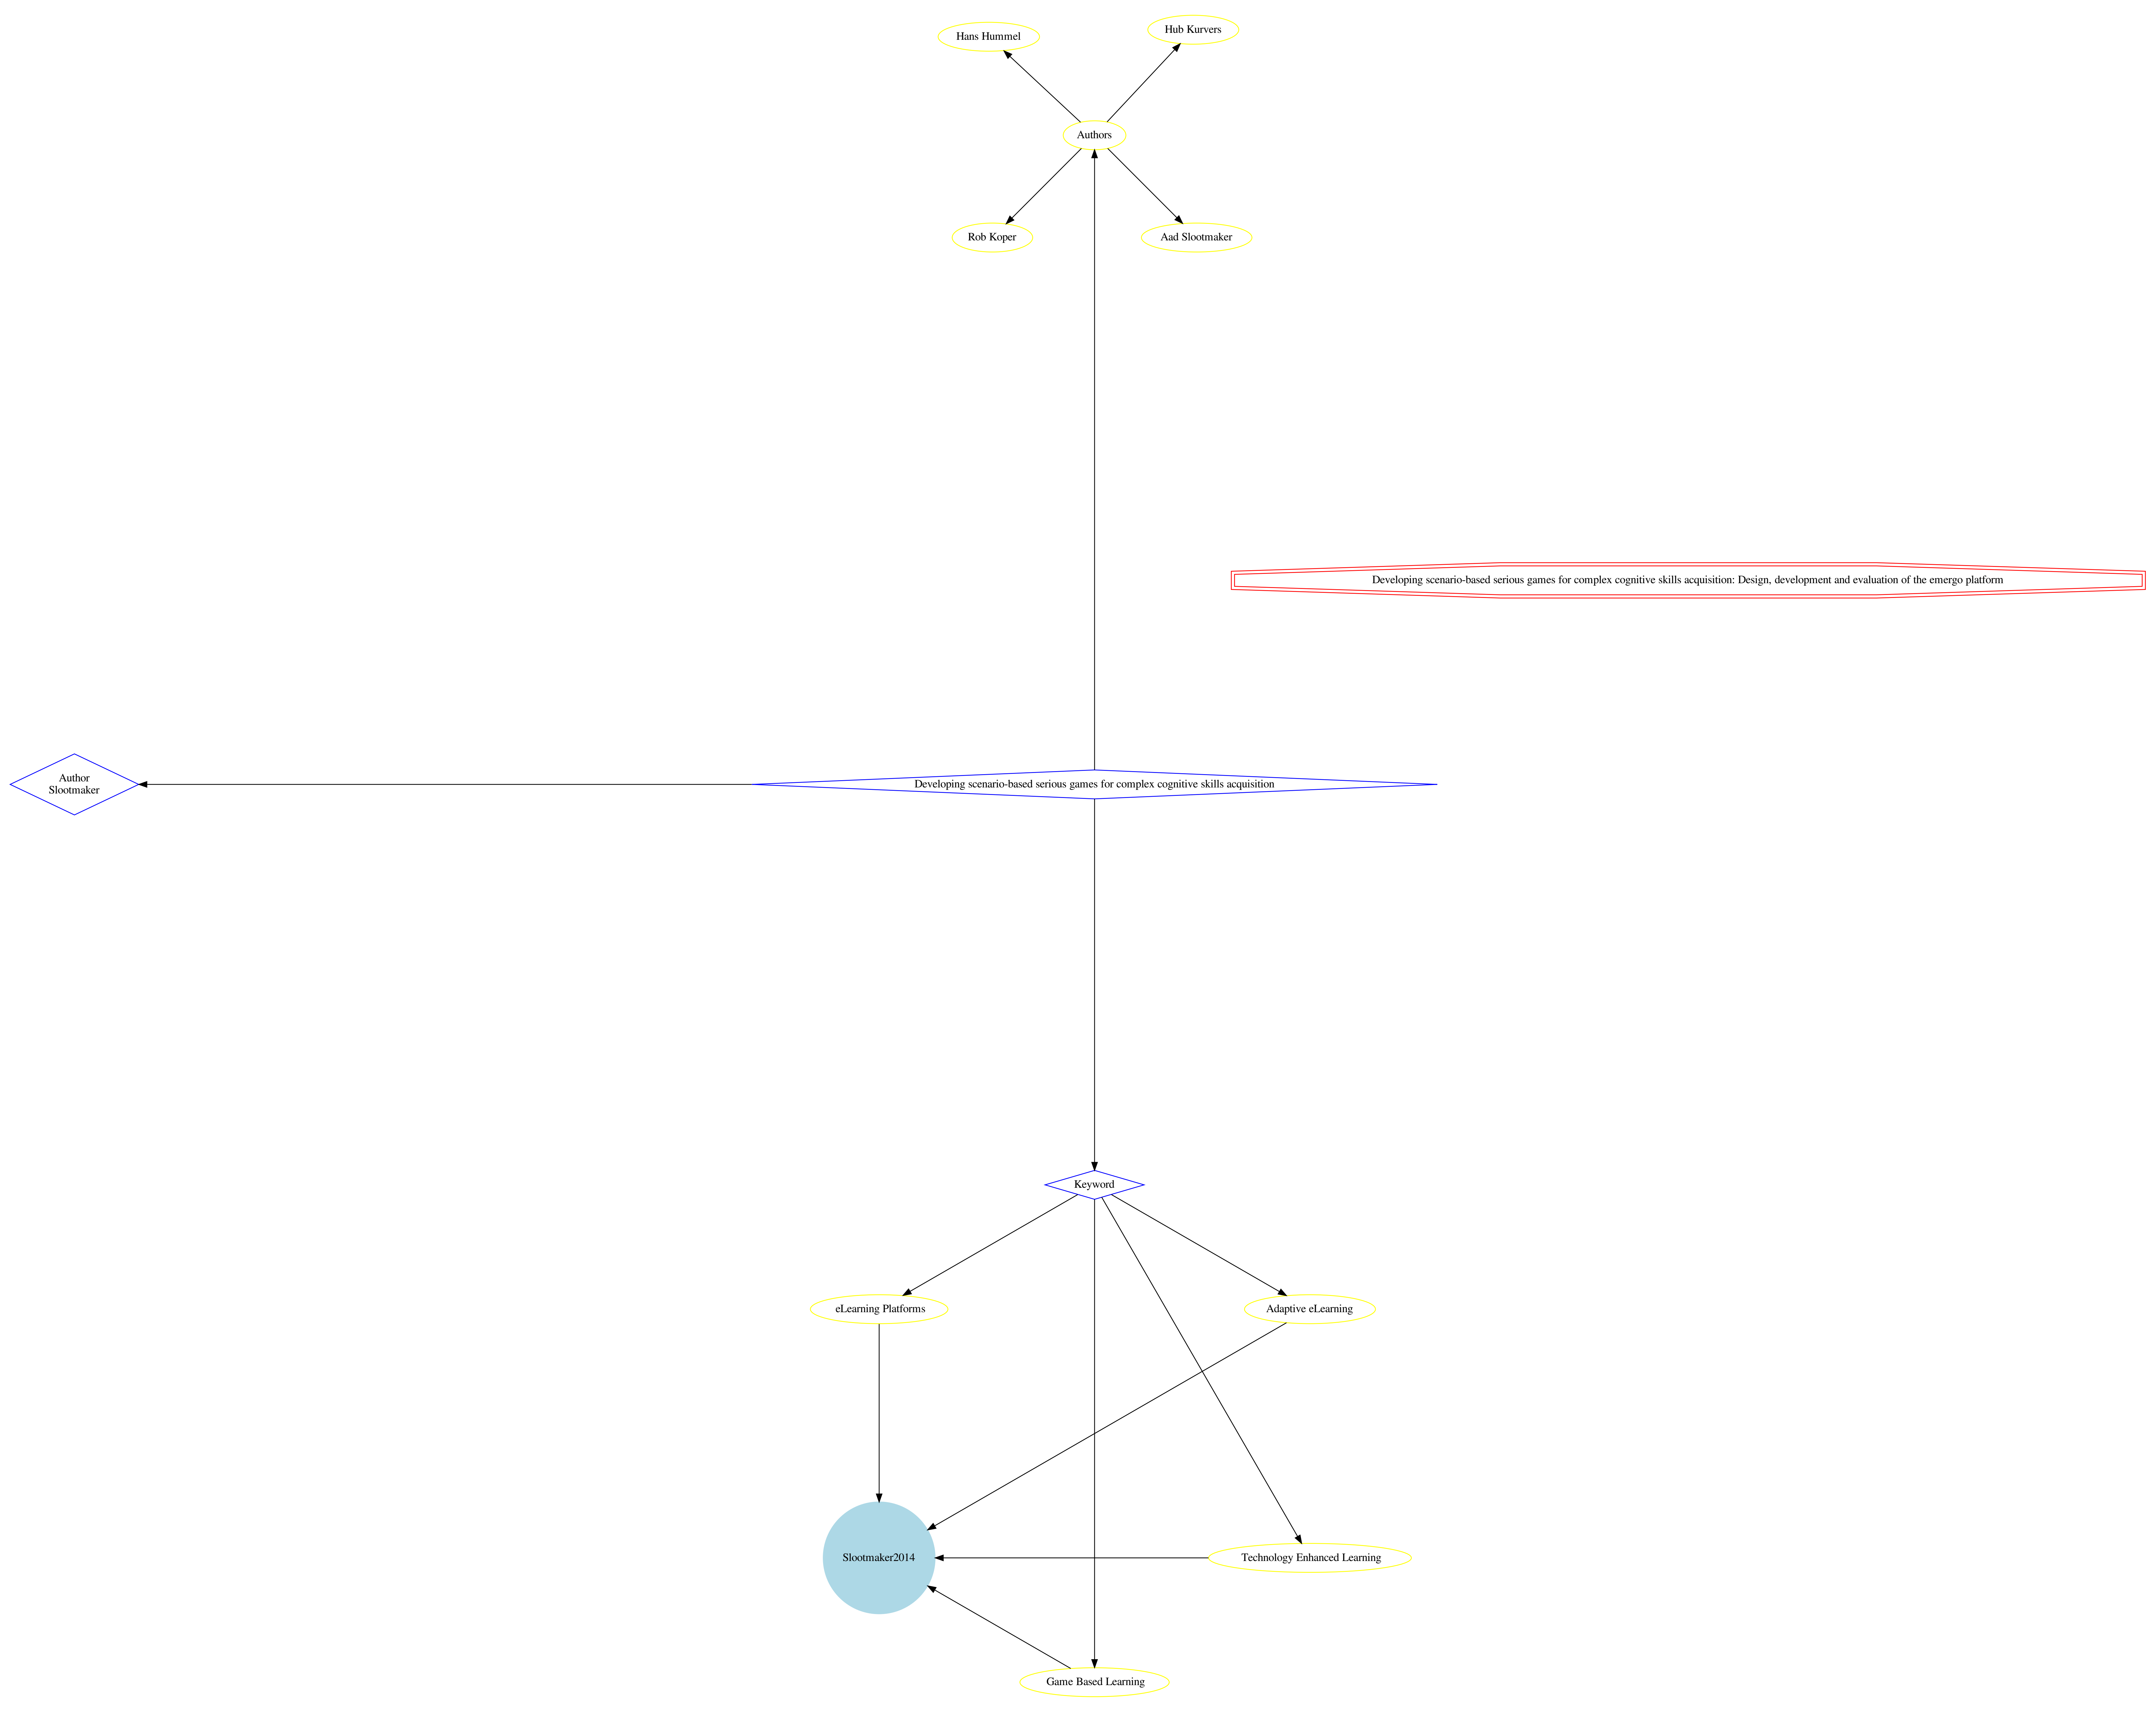 Hub Kurvers
Hans Hummel
Authors
Rob Koper
Aad Slootmaker
Developing scenario-based serious games for complex cognitive skills acquisition: Design, development and evaluation of the emergo platform
Author
Slootmaker
Developing scenario-based serious games for complex cognitive skills acquisition
Keyword
eLearning Platforms
Adaptive eLearning
Slootmaker2014
Technology Enhanced Learning
Game Based Learning